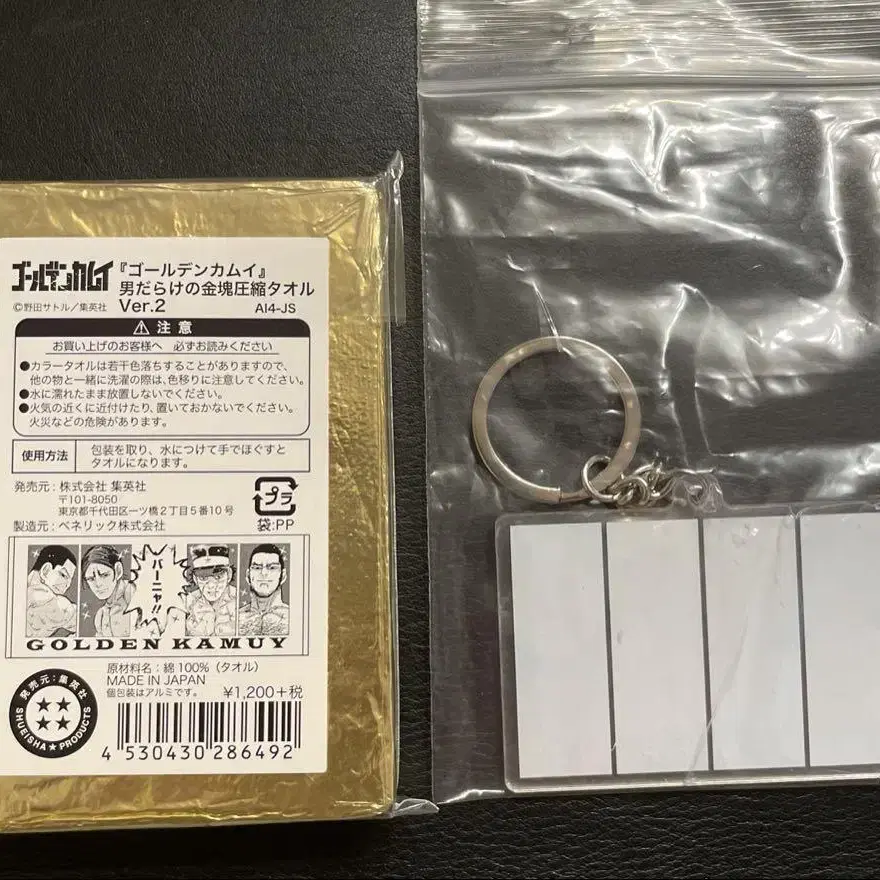 ゴールデンカムイ
©野田サトル／集英社
『ゴールデンカムイ』
男だらけの金塊圧縮タオル
Ver.2
AI4-JS
⚠注意
お買い上げのお客様へ 必ずお読みください
●カラータオルは若干色落ちすることがありますので、
他の物と一緒に洗濯の際は、色移りに注意してください。
●水に濡れたまま放置しないでください。
●火気の近くに近付けたり、置いておかないでください。
火災などの危険があります。
使用方法
包装を取り、水につけて手でほぐすと
タオルになります。
発売元：株式会社 集英社
〒101-8050
東京都千代田区一ツ橋2丁目5番10号
製造元：ベネリック株式会社
プラ
袋:PP
バーニャ!!
GOLDEN KAMUY
原材料名：綿100%（タオル）
MADE IN JAPAN
個包装はアルミです。
¥1,200+税
発売元：集英社
SHUEISHA★PRODUCTS
4 530430 286492